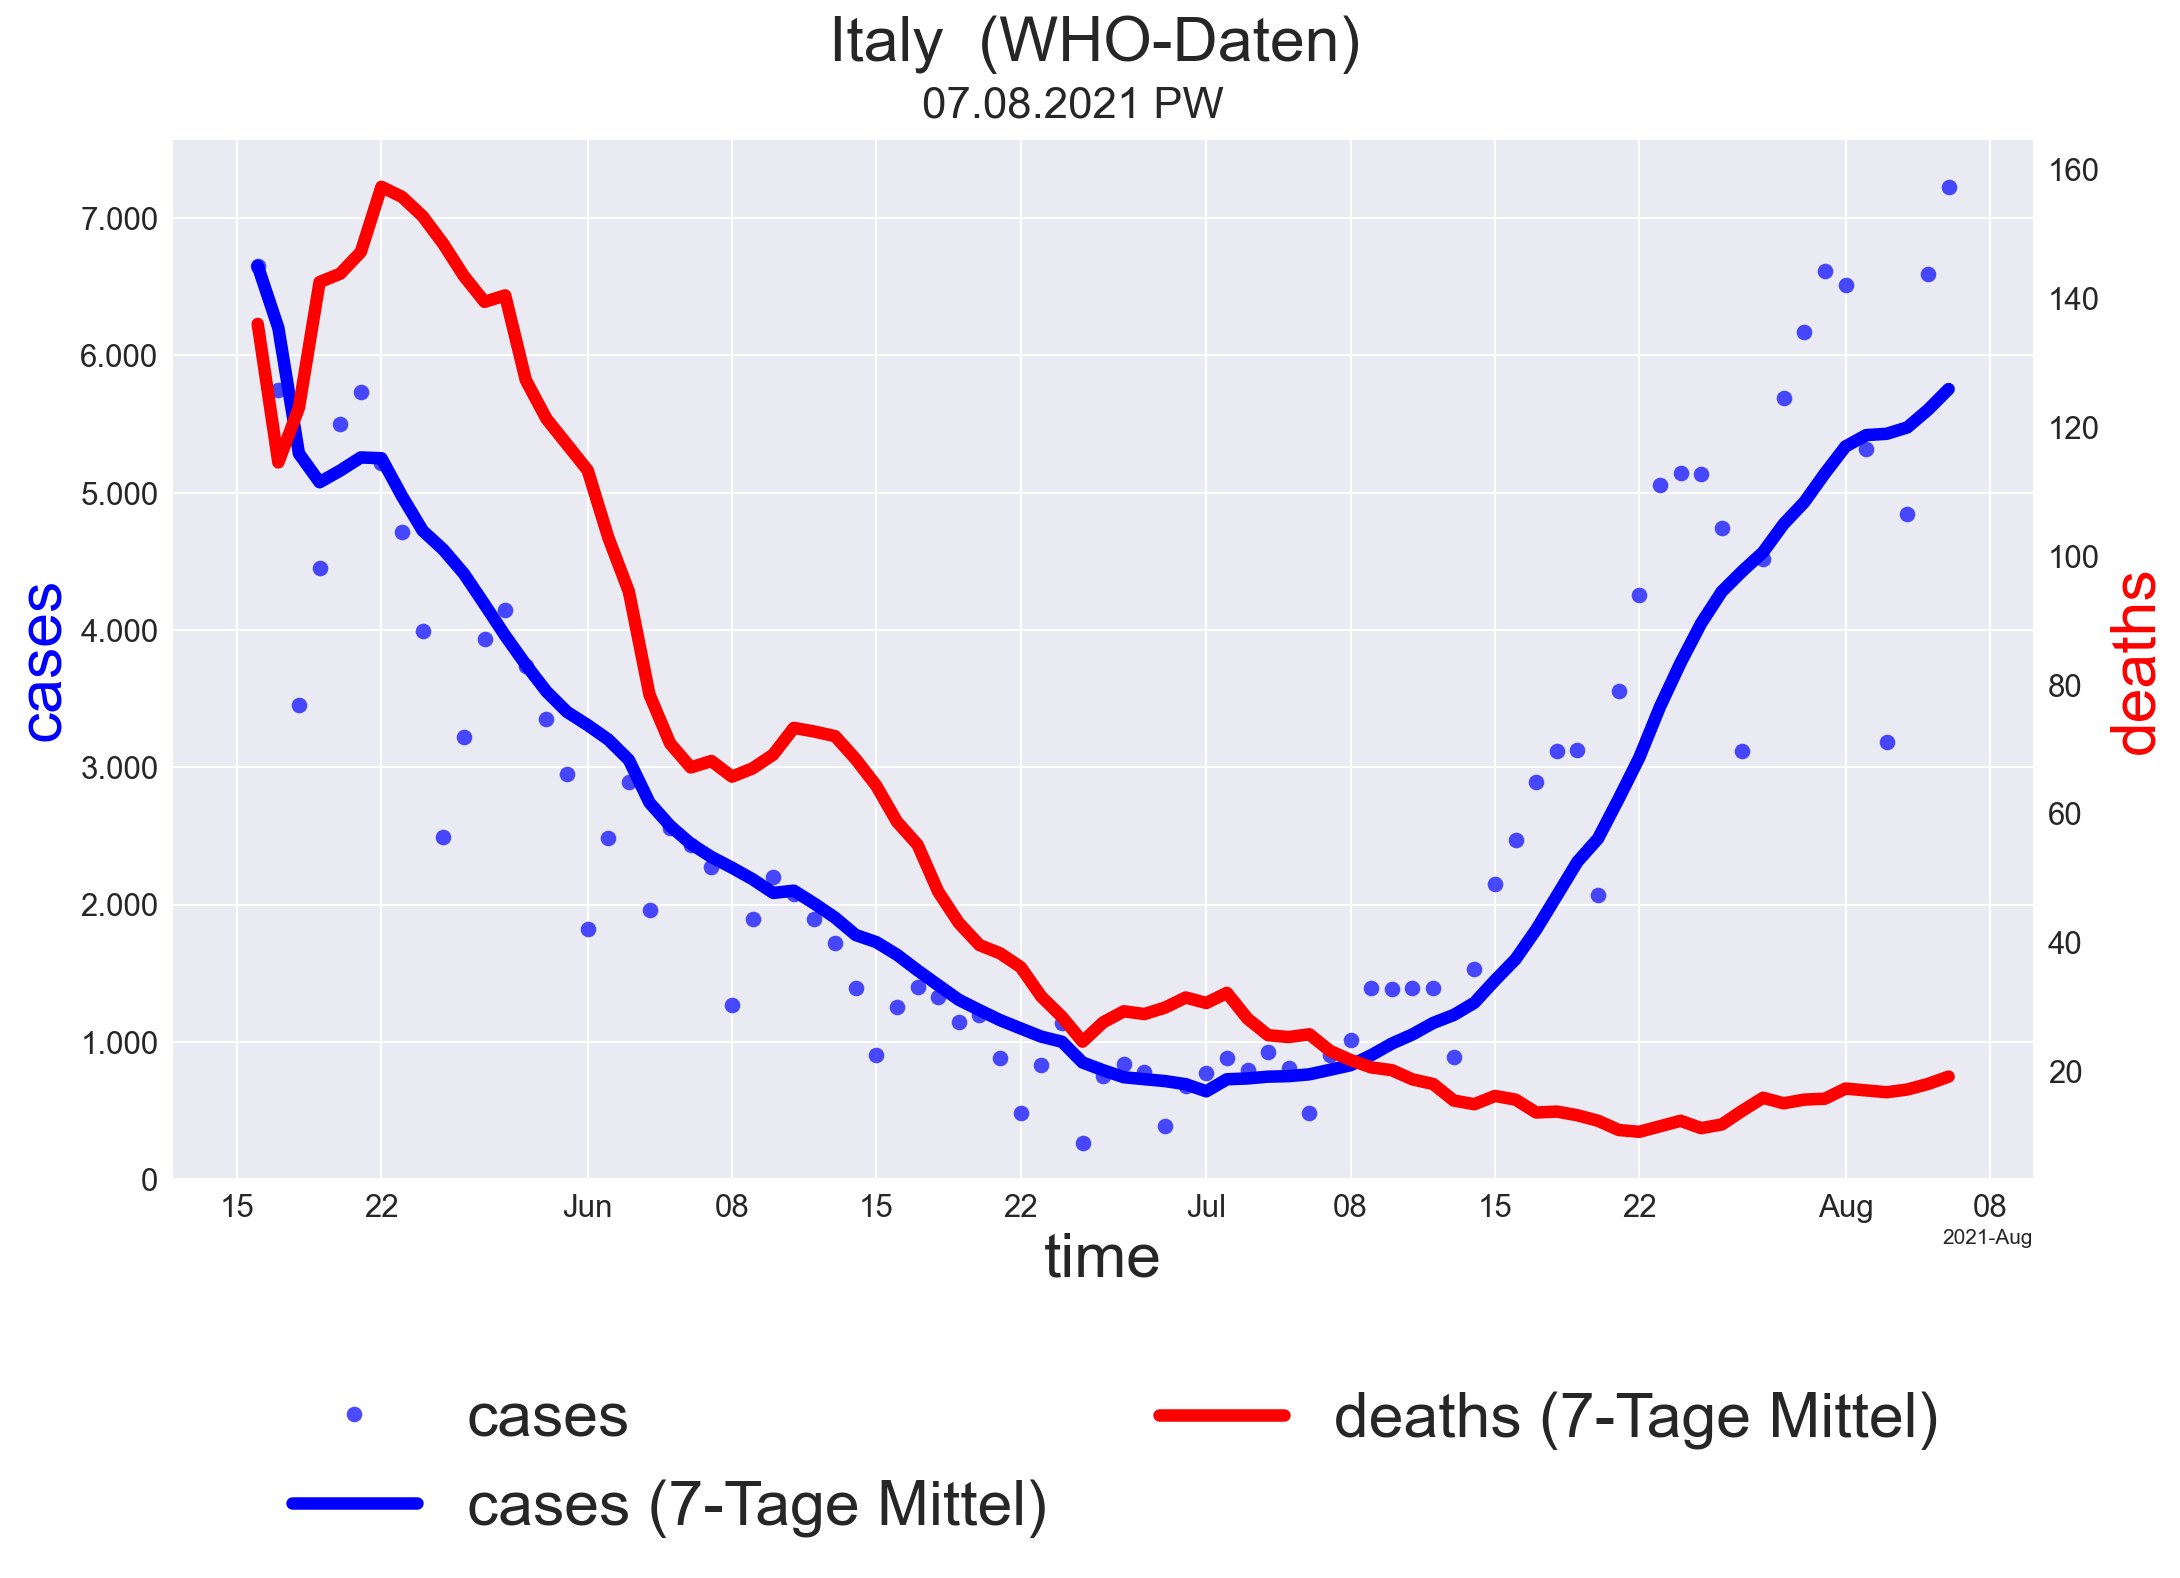 Italy  (WHO-Daten)
07.08.2021 PW
7.000
6.000
5.000
4.000
3.000
2.000
1.000
0
cases
160
140
120
100
80
60
40
20
deaths
15 22 Jun 08 15 22 Jul 08 15 22 Aug 08
2021-Aug
time
cases
cases (7-Tage Mittel)
deaths (7-Tage Mittel)